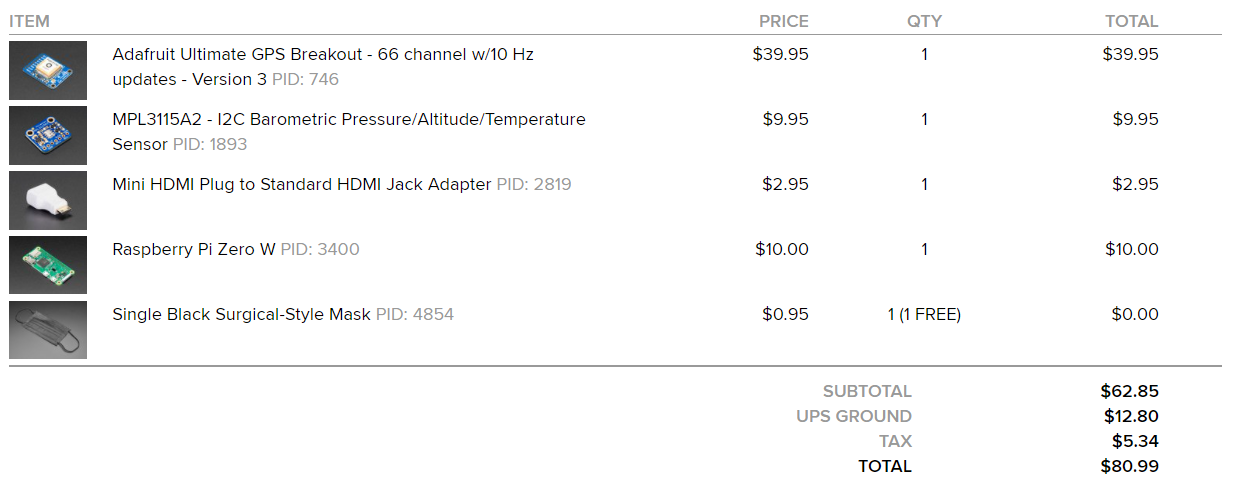 ITEM PRICE QTY TOTAL
Adafruit Ultimate GPS Breakout - 66 channel w/10 Hz $39.95 1 $39.95
updates - Version 3 PID: 746
MPL3115A2 - I2C Barometric Pressure/Altitude/Temperature $9.95 1 $9.95
Sensor PID: 1893
Mini HDMI Plug to Standard HDMI Jack Adapter PID: 2819 $2.95 1 $2.95
Raspberry Pi Zero W PID: 3400 $10.00 1 $10.00
Single Black Surgical-Style Mask PID: 4854 $0.95 1 (1 FREE) $0.00
SUBTOTAL $62.85
UPS GROUND $12.80
TAX $5.34
TOTAL $80.99